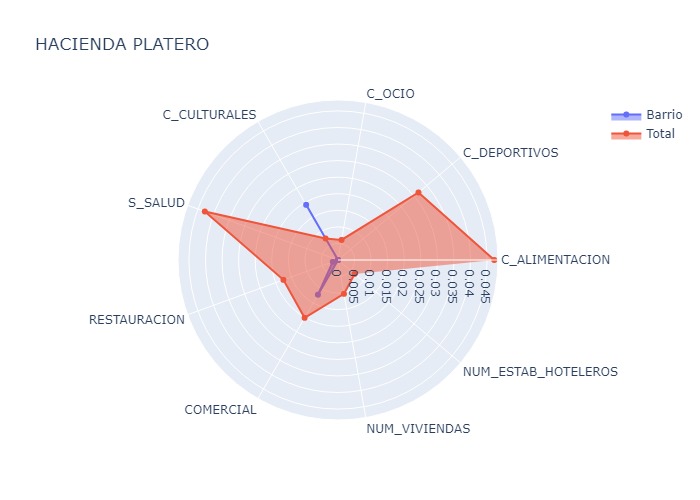 HACIENDA PLATERO
C_OCIO
C_CULTURALES
Barrio
Total
C_DEPORTIVOS
S_SALUD
C_ALIMENTACION
0
0.005
0.01
0.015
0.02
0.025
0.03
0.035
0.04
0.045
RESTAURACION
NUM_ESTAB_HOTELEROS
COMERCIAL
NUM_VIVIENDAS